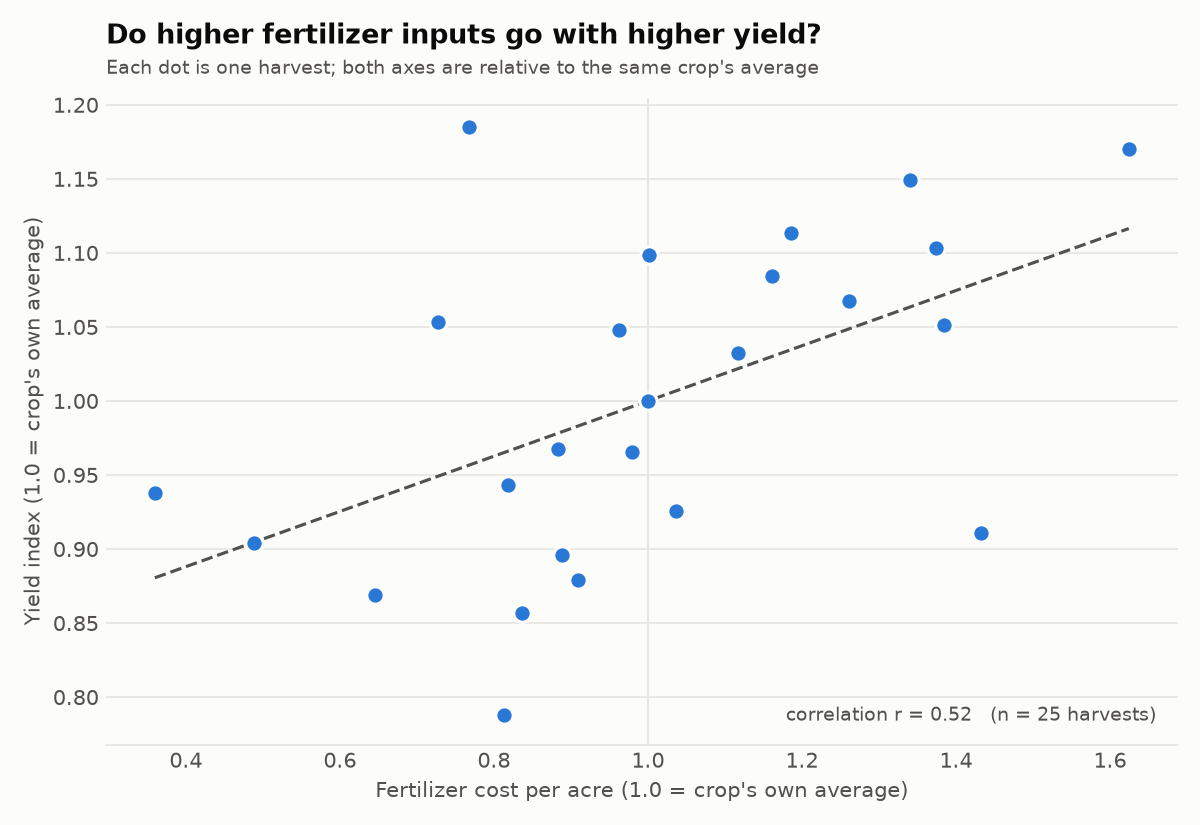 Do higher fertilizer inputs go with higher yield?
Each dot is one harvest; both axes are relative to the same crop's average
1.20
1.15
1.10
1.05
1.00
0.95
0.90
0.85
0.80
Yield index (1.0 = crop's own average)
correlation r = 0.52 (n = 25 harvests)
0.4 0.6 0.8 1.0 1.2 1.4 1.6
Fertilizer cost per acre (1.0 = crop's own average)